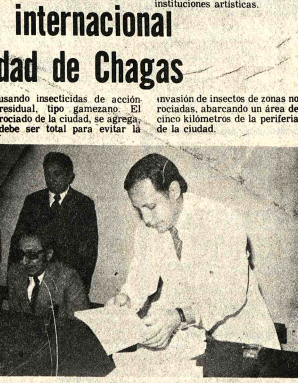 instituciones artísticas.
internacional
dad de Chagas
usando insecticidas de acción
residual, tipo gamezano. El
rociado de la ciudad, se agrega,
debe ser total para evitar la
invasión de insectos de zonas no
rociadas, abarcando un área de
cinco kilómetros de la periferia
de la ciudad.